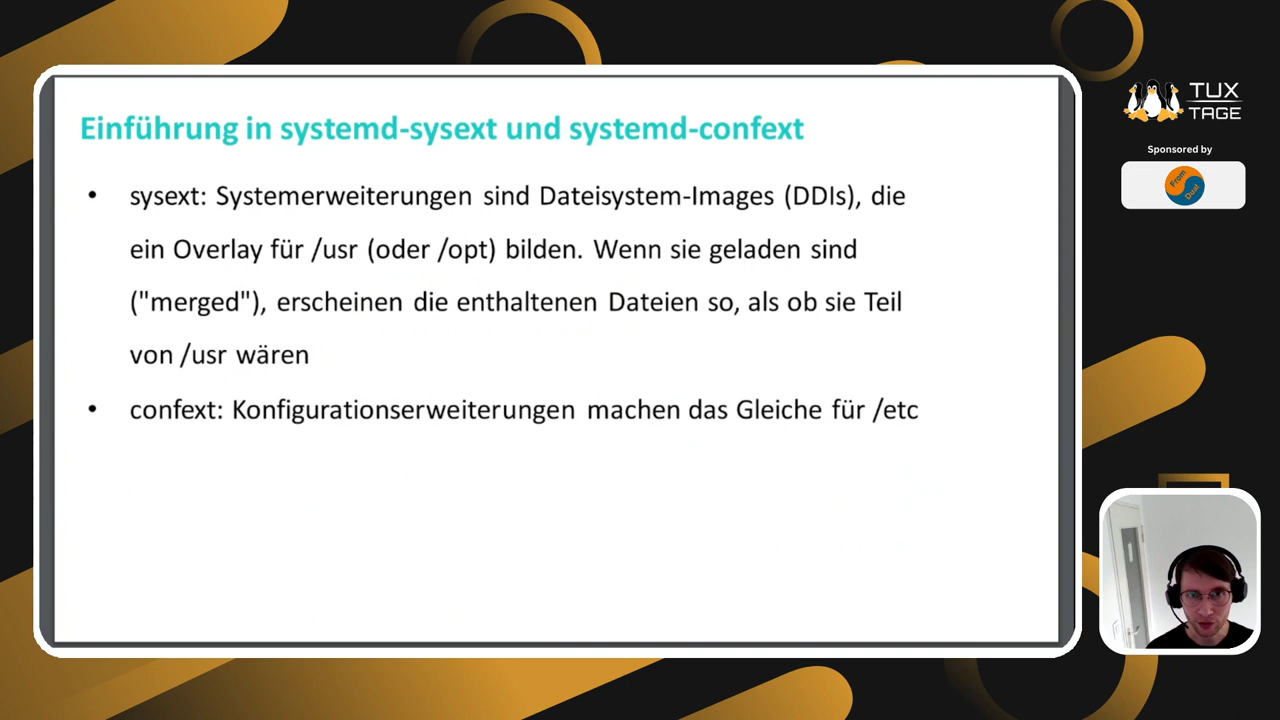 Einführung in systemd-sysext und systemd-confext
• sysext: Systemerweiterungen sind Dateisystem-Images (DDIs), die
ein Overlay für /usr (oder /opt) bilden. Wenn sie geladen sind
("merged"), erscheinen die enthaltenen Dateien so, als ob sie Teil
von /usr wären
• confext: Konfigurationserweiterungen machen das Gleiche für /etc
TUX
TAGE
Sponsored by
From
Dual